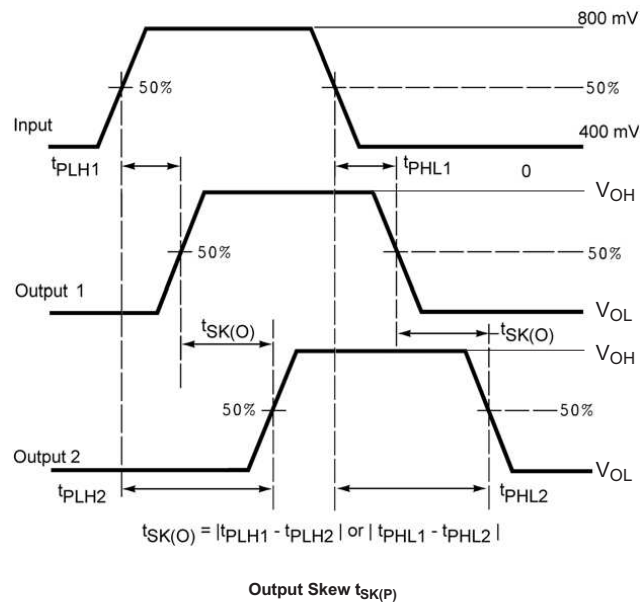 800 mV
50% 50%
Input
400 mV
tPLH1 tPHL1 0
VOH
50% 50%
Output 1
VOL
tSK(O) tSK(O)
VOH
50% 50%
Output 2
VOL
tPLH2 tPHL2
tSK(O) = |tPLH1 - tPLH2| or | tPHL1 - tPHL2 |
Output Skew tSK(P)